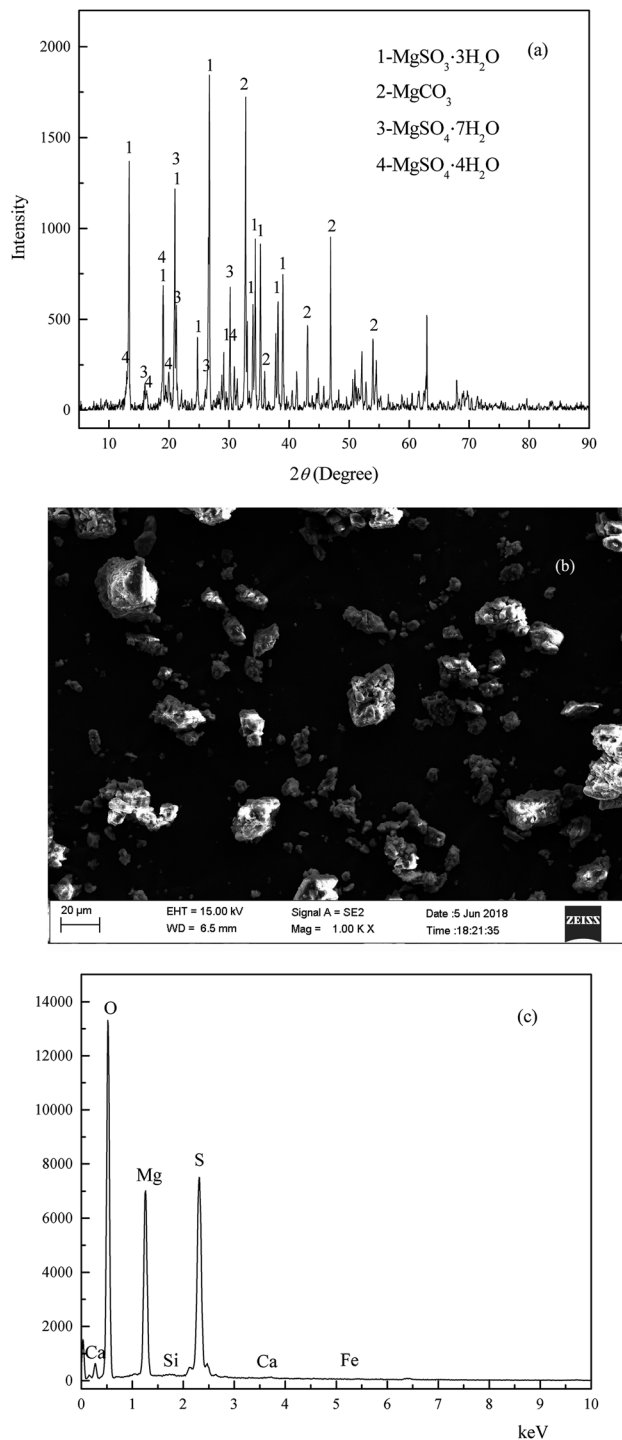 (a)
1-MgSO₃·3H₂O
2-MgCO₃
3-MgSO₄·7H₂O
4-MgSO₄·4H₂O
Intensity
2000
1500
1000
500
0
1
4
3
4
4
1
4
3
1
3
1
3
1
3
1
4
2
1
1
1
2
1
1
2
2
2
10 20 30 40 50 60 70 80 90
2θ (Degree)
(b)
20 μm
EHT = 15.00 kV
WD = 6.5 mm
Signal A = SE2
Mag = 1.00 K X
Date :5 Jun 2018
Time :18:21:35
ZEISS
(c)
14000
12000
10000
8000
6000
4000
2000
0
O
Mg
S
Ca
Si
Ca
Fe
0 1 2 3 4 5 6 7 8 9 10
keV